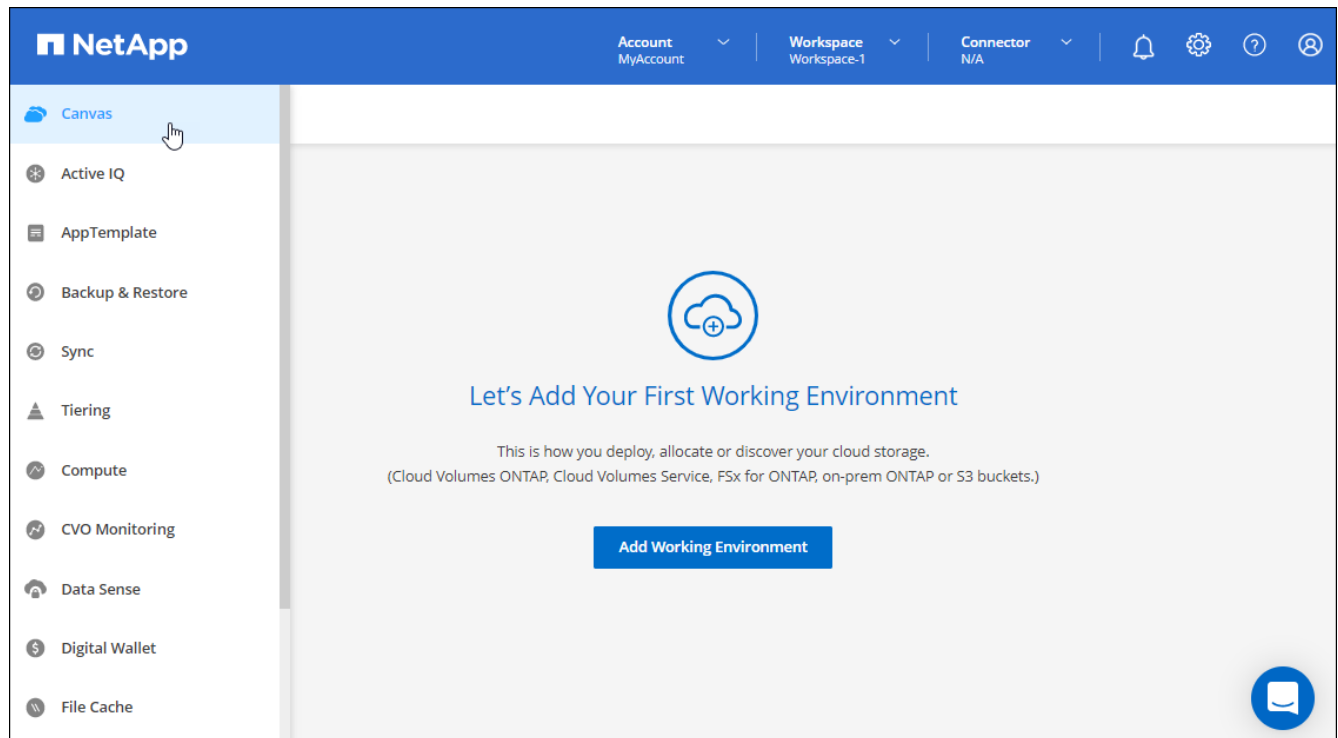 NetApp
Account
MyAccount
Workspace
Workspace-1
Connector
N/A
Canvas
Active IQ
AppTemplate
Backup & Restore
Sync
Tiering
Compute
CVO Monitoring
Data Sense
Digital Wallet
File Cache
Let's Add Your First Working Environment
This is how you deploy, allocate or discover your cloud storage.
(Cloud Volumes ONTAP, Cloud Volumes Service, FSx for ONTAP, on-prem ONTAP or S3 buckets.)
Add Working Environment